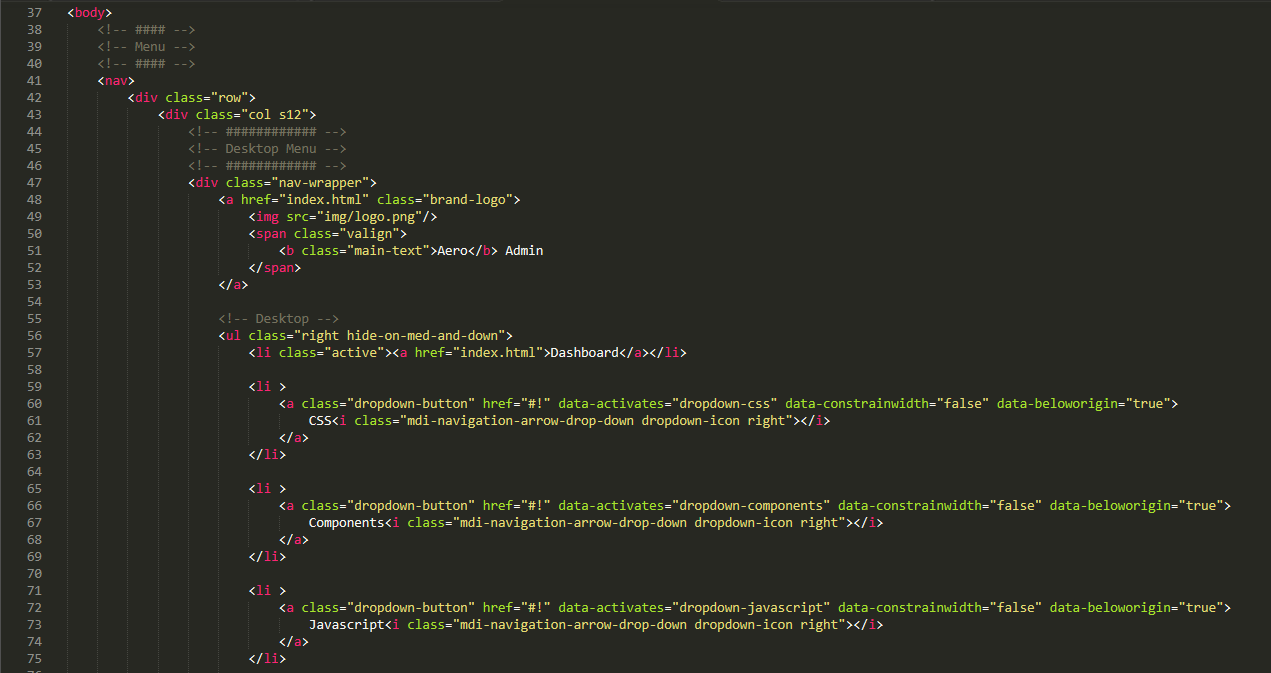 37 <body>
38     <!-- #### -->
39     <!-- Menu -->
40     <!-- #### -->
41     <nav>
42         <div class="row">
43             <div class="col s12">
44                 <!-- ############ -->
45                 <!-- Desktop Menu -->
46                 <!-- ############ -->
47                 <div class="nav-wrapper">
48                     <a href="index.html" class="brand-logo">
49                         <img src="img/logo.png"/>
50                         <span class="valign">
51                             <b class="main-text">Aero</b> Admin
52                         </span>
53                     </a>
54
55                     <!-- Desktop -->
56                     <ul class="right hide-on-med-and-down">
57                         <li class="active"><a href="index.html">Dashboard</a></li>
58
59                         <li >
60                             <a class="dropdown-button" href="#!" data-activates="dropdown-css" data-constrainwidth="false" data-beloworigin="true">
61                                 CSS<i class="mdi-navigation-arrow-drop-down dropdown-icon right"></i>
62                             </a>
63                         </li>
64
65                         <li >
66                             <a class="dropdown-button" href="#!" data-activates="dropdown-components" data-constrainwidth="false" data-beloworigin="true">
67                                 Components<i class="mdi-navigation-arrow-drop-down dropdown-icon right"></i>
68                             </a>
69                         </li>
70
71                         <li >
72                             <a class="dropdown-button" href="#!" data-activates="dropdown-javascript" data-constrainwidth="false" data-beloworigin="true">
73                                 Javascript<i class="mdi-navigation-arrow-drop-down dropdown-icon right"></i>
74                             </a>
75                         </li>